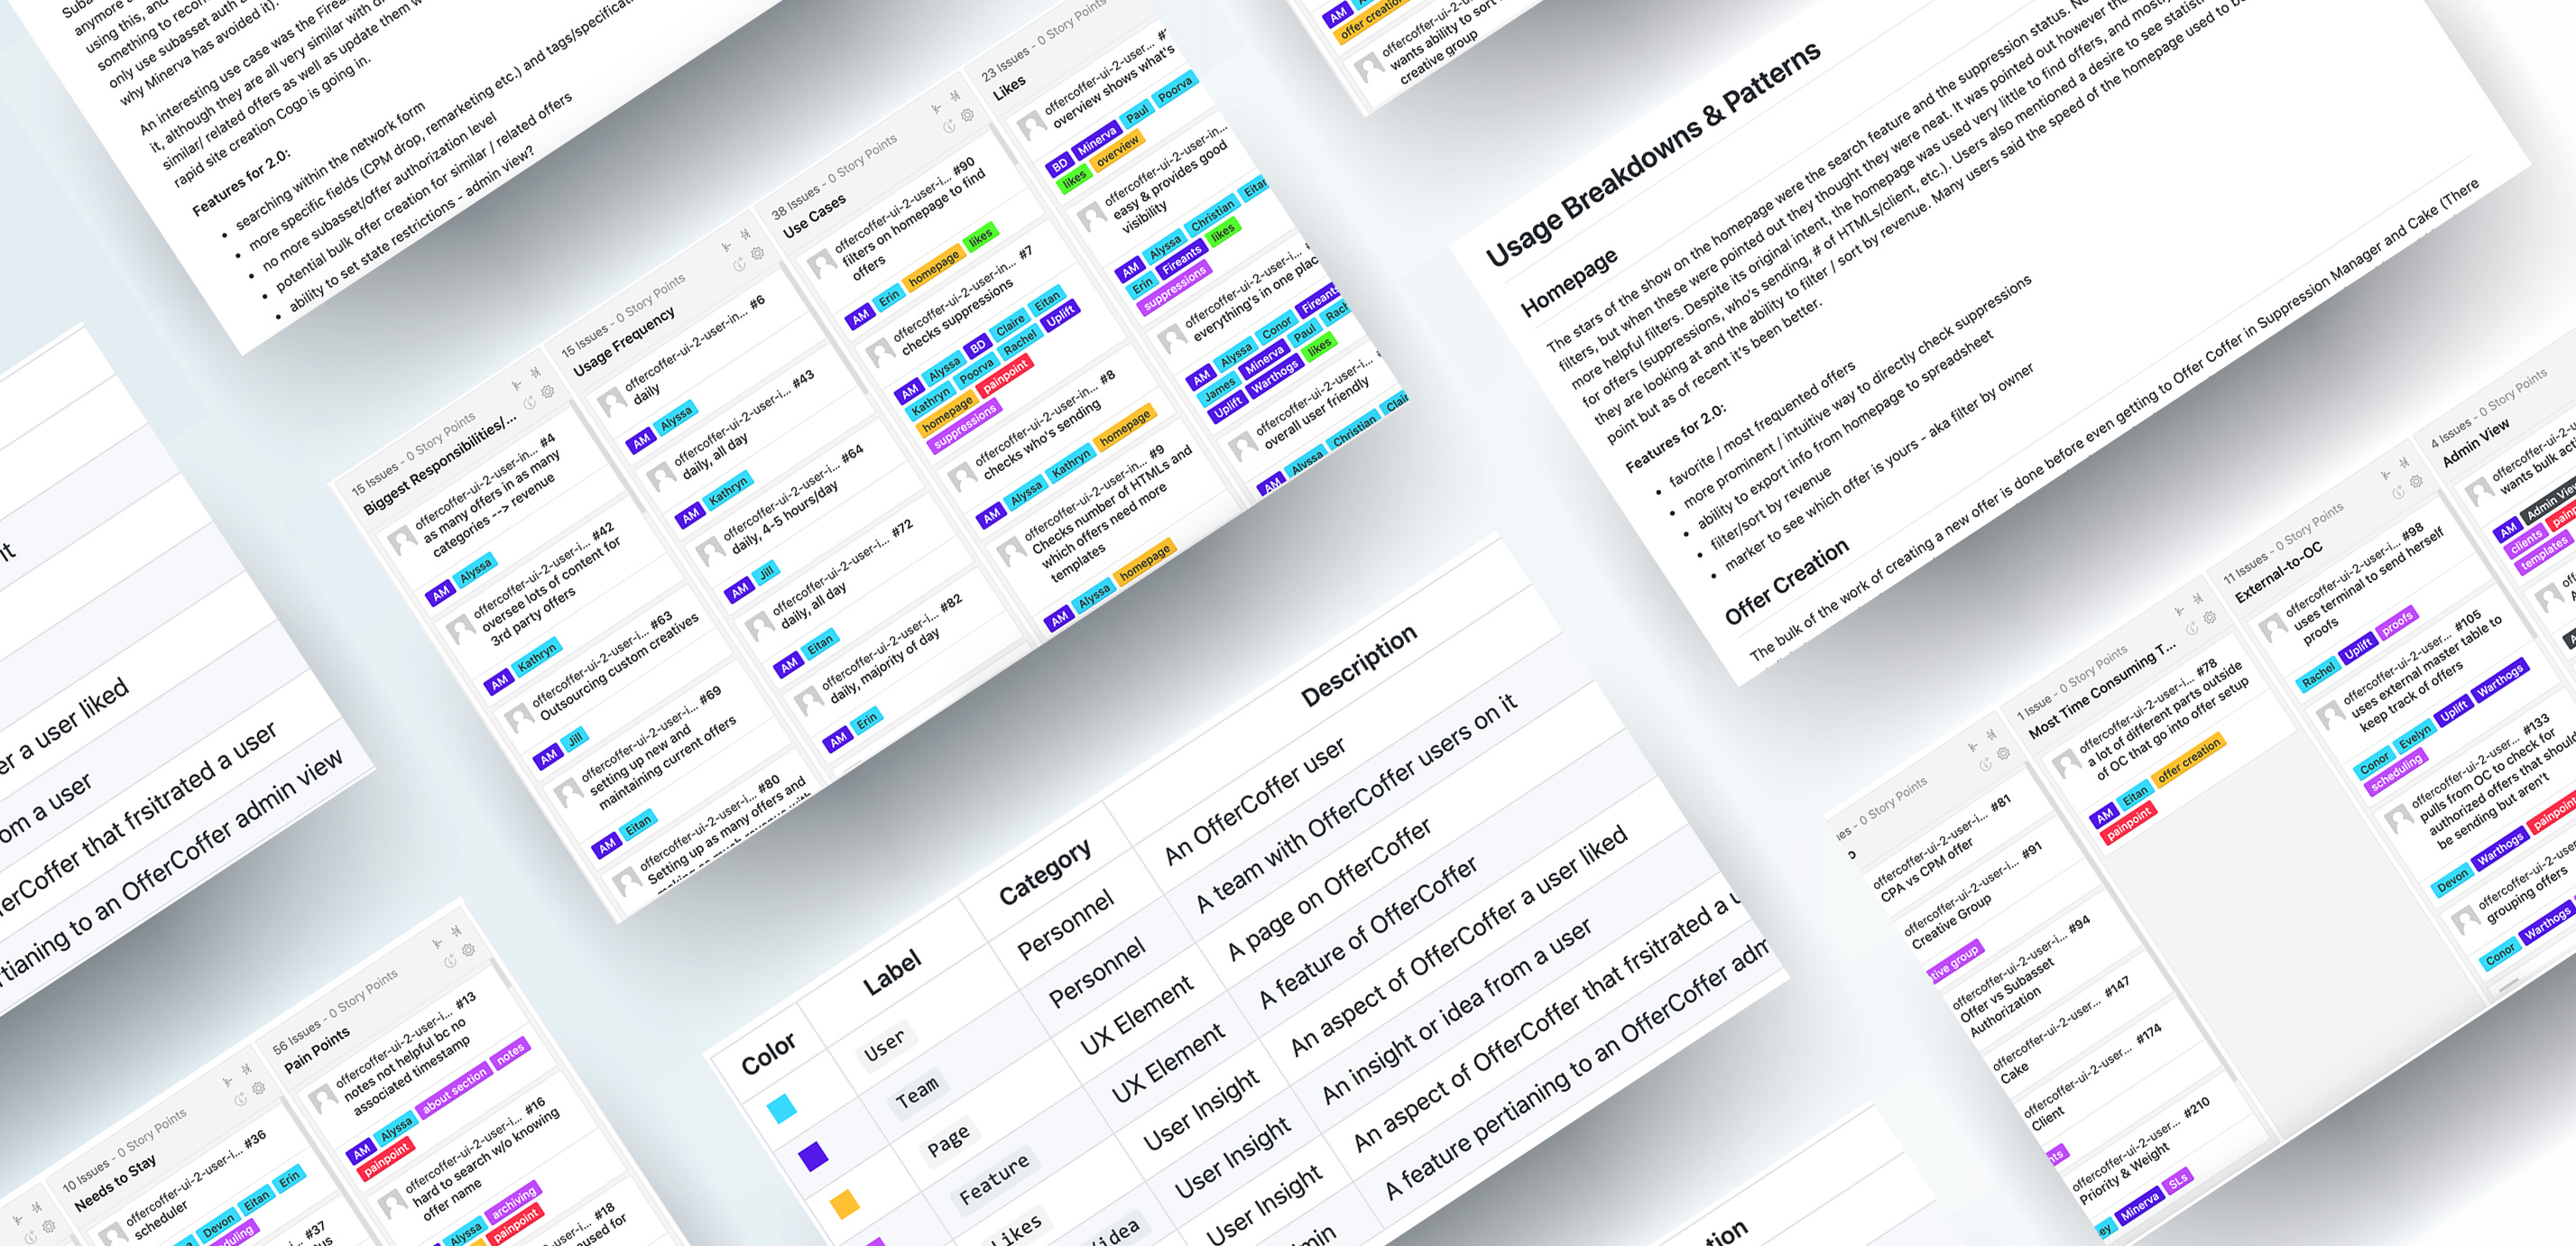 anymore
using this, and
something to recon
only use subasset auth
why Minerva has avoided it).
An interesting use case was the Firea
it, although they are all very similar with
similar/ related offers as well as update them
rapid site creation Cogo is going in.
Features for 2.0:
searching within the network form
more specific fields (CPM drop, remarketing etc.) and tags/specificati
no more subasset/offer authorization level
potential bulk offer creation for similar / related offers
ability to set state restrictions - admin view?
15 Issues - 0 Story Points
Biggest Responsibilities/...
offercoffer-ui-2-user-in... #4
as many offers in as many
categories --> revenue
AM Alyssa
offercoffer-ui-2-user-i... #42
oversee lots of content for
3rd party offers
AM Kathryn
offercoffer-ui-2-user-i... #63
Outsourcing custom creatives
AM Jill
offercoffer-ui-2-user-i... #69
setting up new and
maintaining current offers
AM Eitan
offercoffer-ui-2-user-i... #80
Setting up as many offers and
15 Issues - 0 Story Points
Usage Frequency
offercoffer-ui-2-user-in... #6
daily
AM Alyssa
offercoffer-ui-2-user-i... #43
daily, all day
AM Kathryn
offercoffer-ui-2-user-i... #64
daily, 4-5 hours/day
AM Jill
offercoffer-ui-2-user-i... #72
daily, all day
AM Eitan
offercoffer-ui-2-user-i... #82
daily, majority of day
AM Erin
38 Issues - 0 Story Points
Use Cases
offercoffer-ui-2-user-i... #90
filters on homepage to find
offers
AM Erin homepage likes
offercoffer-ui-2-user-in... #7
checks suppressions
AM Alyssa BD Claire Eitan
Kathryn Poorva Rachel Uplift
homepage painpoint
suppressions
offercoffer-ui-2-user-in... #8
checks who's sending
AM Alyssa Kathryn homepage
offercoffer-ui-2-user-in... #9
Checks number of HTMLs and
which offers need more
templates
AM Alyssa homepage
23 Issues - 0 Story Points
Likes
offercoffer-ui-2-user...
overview shows what's
BD Minerva Paul Poorva
likes overview
offercoffer-ui-2-user-in...
easy & provides good
visibility
AM Alyssa Christian Eitan
Erin Fireants likes
suppressions
offercoffer-ui-2-user-i...
everything's in one plac
AM Alyssa Conor Fireants
James Minerva Paul Rach
Uplift Warthogs likes
offercoffer-ui-2-user-i...
overall user friendly
AM Alyssa Christian Clair
AM
offer creation
offercoffer-ui-2-u
wants ability to sort
creative group
Usage Breakdowns & Patterns
Homepage
The stars of the show on the homepage were the search feature and the suppression status. N
filters, but when these were pointed out they thought they were neat. It was pointed out however tha
more helpful filters. Despite its original intent, the homepage was used very little to find offers, and mostly
for offers (suppressions, who's sending, # of HTMLs/client, etc.). Users also mentioned a desire to see statisti
they are looking at and the ability to filter / sort by revenue. Many users said the speed of the homepage used to b
point but as of recent it's been better.
Features for 2.0:
favorite / most frequented offers
more prominent / intuitive way to directly check suppressions
ability to export info from homepage to spreadsheet
filter/sort by revenue
marker to see which offer is yours - aka filter by owner
Offer Creation
The bulk of the work of creating a new offer is done before even getting to Offer Coffer in Suppression Manager and Cake (There
it
er a user liked
om a user
erCoffer that frsitrated a user
rtianing to an OfferCoffer admin view
10 Issues - 0 Story Points
Needs to Stay
offercoffer-ui-2-user-i... #36
scheduler
Devon Eitan Erin
#37
56 Issues - 0 Story Points
Pain Points
offercoffer-ui-2-user-i... #13
notes not helpful bc no
associated timestamp
AM Alyssa about section notes
painpoint
offercoffer-ui-2-user-i... #16
hard to search w/o knowing
offer name
Alyssa archiving
painpoint
#18
Color Label Category Description
User Personnel An OfferCoffer user
Team Personnel A team with OfferCoffer users on it
Page UX Element A page on OfferCoffer
Feature UX Element A feature of OfferCoffer
Likes User Insight An aspect of OfferCoffer a user liked
/idea User Insight An insight or idea from a user
User Insight An aspect of OfferCoffer that frsitrated a u
min A feature pertianing to an OfferCoffer adm
tion
es - 0 Story Points
offercoffer-ui-2-user-i... #81
CPA vs CPM offer
offercoffer-ui-2-user-i... #91
Creative Group
tive group
offercoffer-ui-2-user-i... #94
Offer vs Subasset
Authorization
offercoffer-ui-2-user... #147
Cake
offercoffer-ui-2-user... #174
Client
nts
offercoffer-ui-2-user... #210
Priority & Weight
ey Minerva SLs
1 Issue - 0 Story Points
Most Time Consuming T...
offercoffer-ui-2-user-i... #78
a lot of different parts outside
of OC that go into offer setup
AM Eitan offer creation
painpoint
11 Issues - 0 Story Points
External-to-OC
offercoffer-ui-2-user-i... #98
uses terminal to send herself
proofs
Rachel Uplift proofs
offercoffer-ui-2-user... #105
uses external master table to
keep track of offers
Conor Evelyn Uplift Warthogs
scheduling
offercoffer-ui-2-user... #133
pulls from OC to check for
authorized offers that should
be sending but aren't
Devon Warthogs painpoint
offercoffer-ui-2-use
grouping offers
Conor Warthogs
4 Issues - 0 Story Points
Admin View
offercoffer-ui-2-u
wants bulk acti
AM Admin View
clients painp
templates